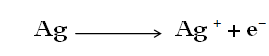 Ag ⟶ Ag⁺ + e⁻